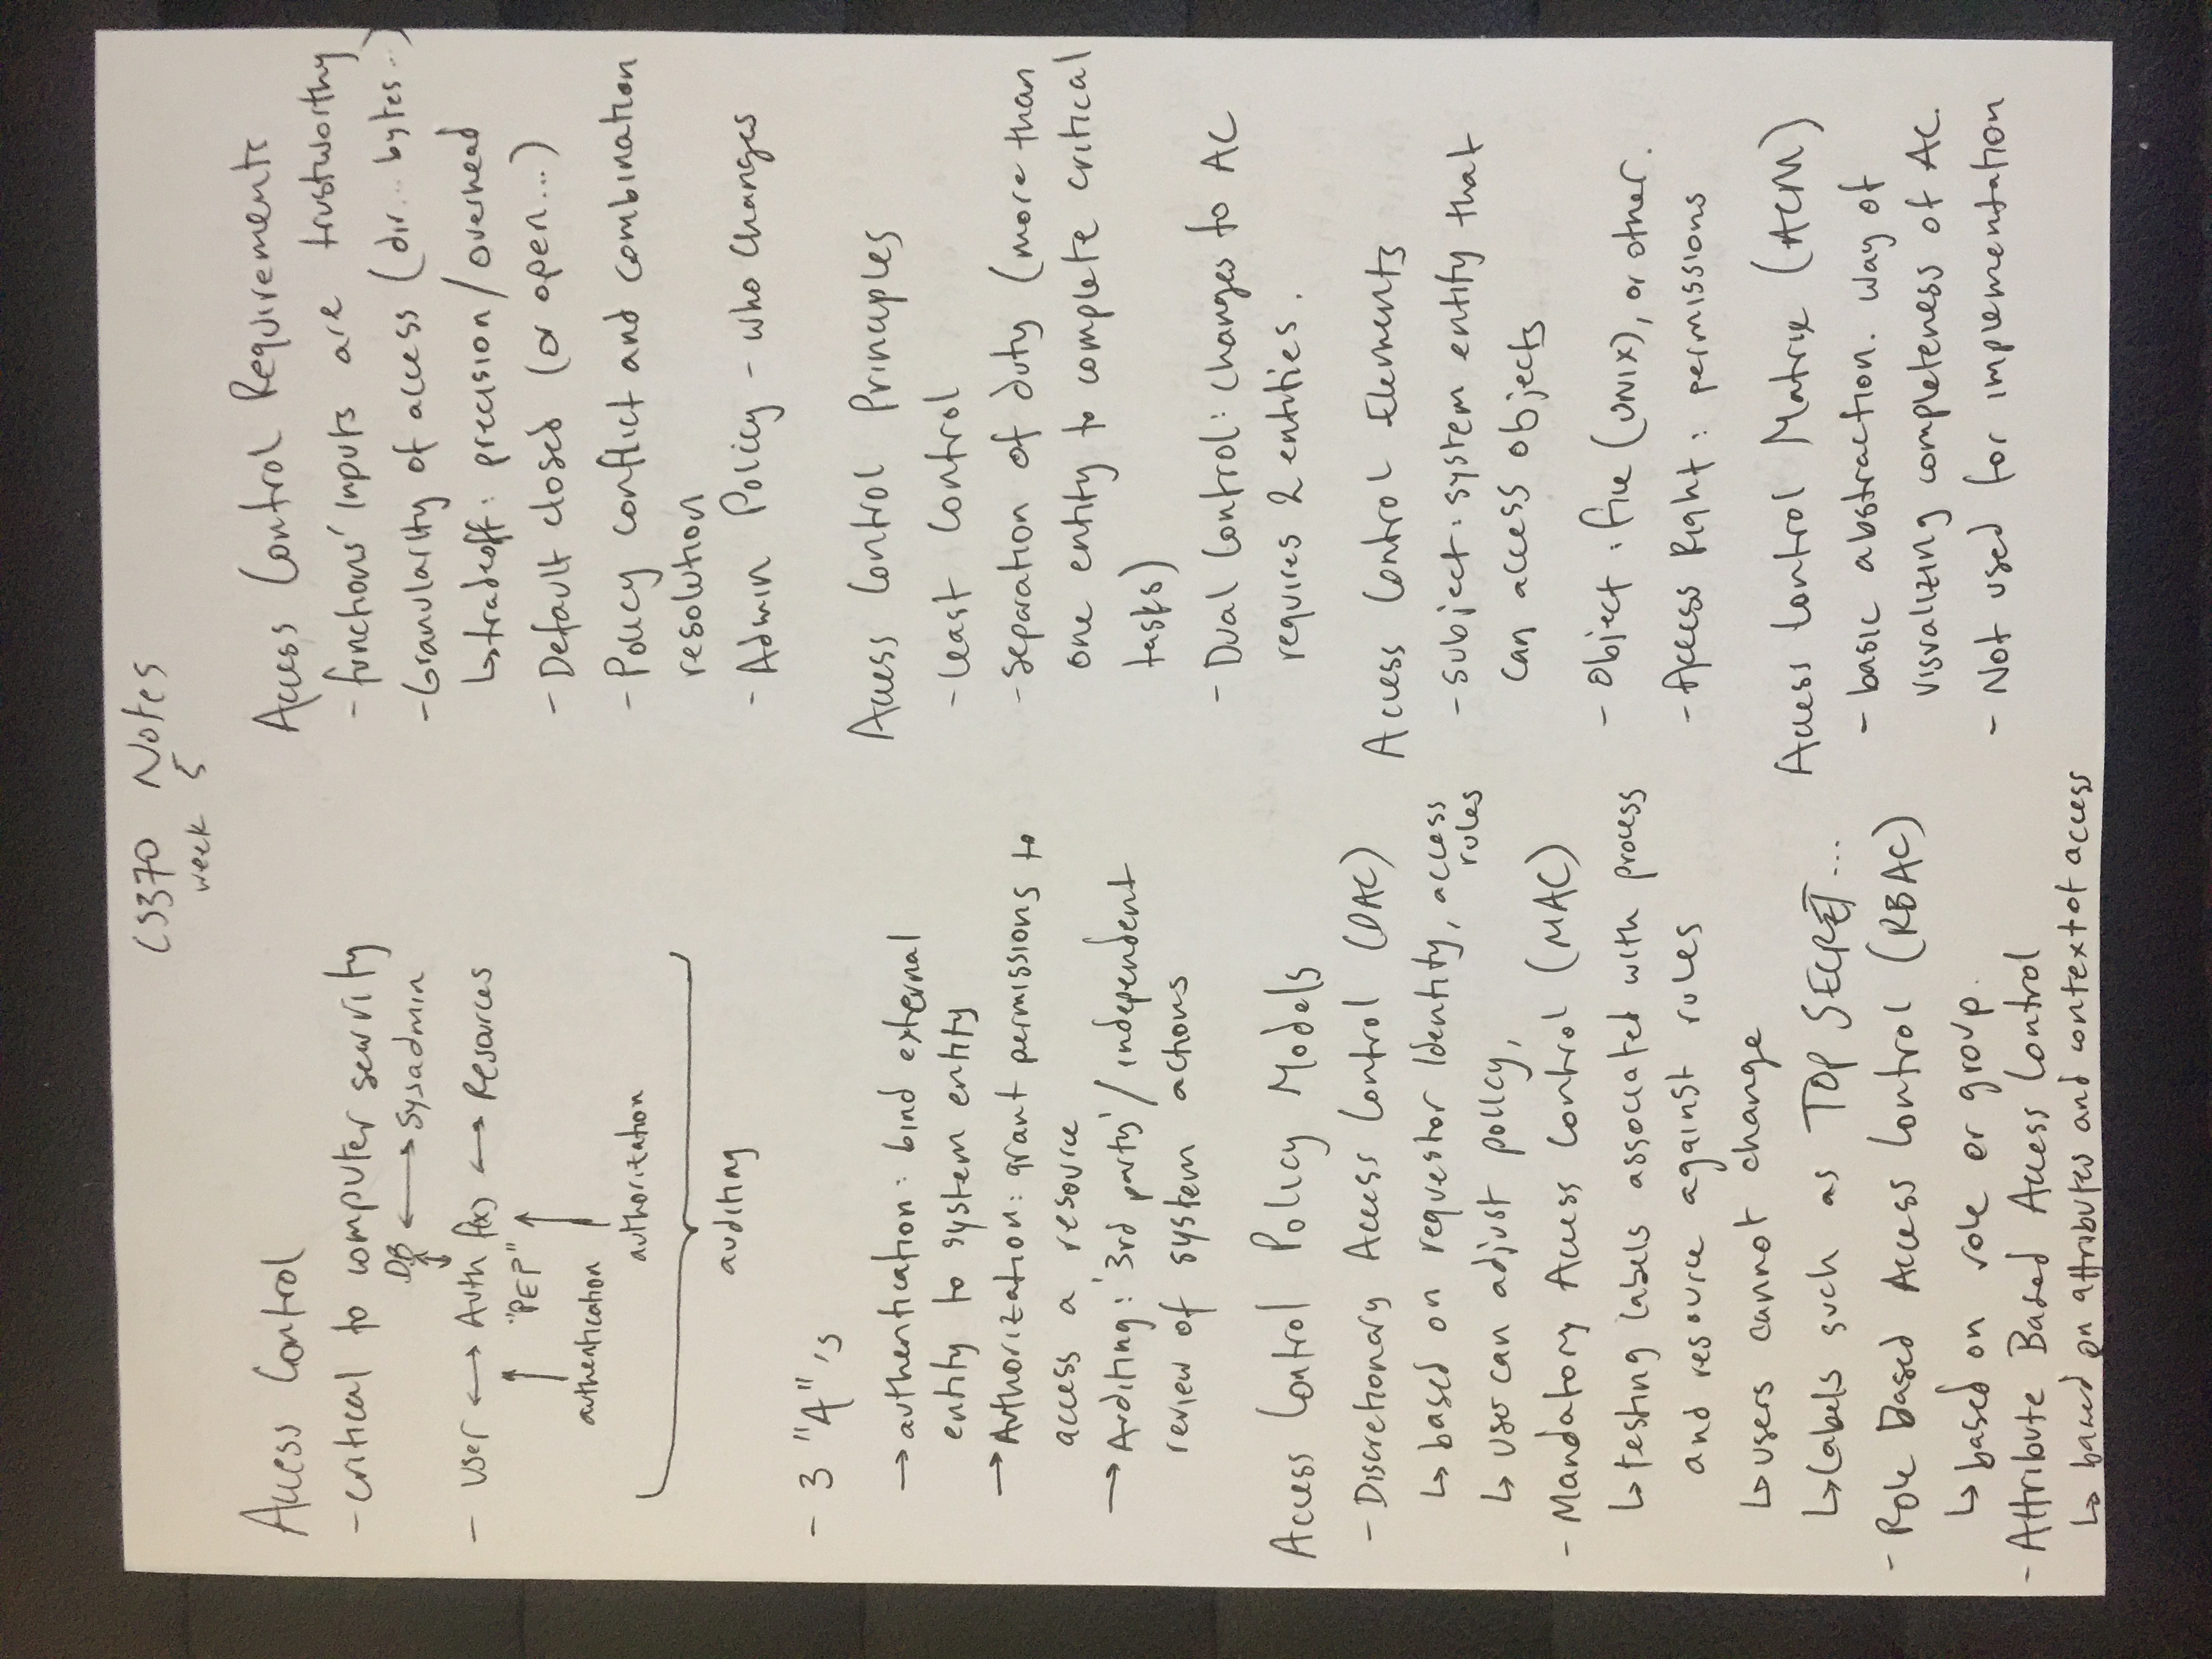 CS370 Notes
week 5
Access Control
- critical to computer security
DB ↔ Sysadmin
↕
- User ↔ Auth f(x) ↔ Resources
"PEP"
authentication
authorization
auditing
- 3 "A"'s
→ authentication: bind external
entity to system entity
→ Authorization: grant permissions to
access a resource
→ Auditing: '3rd party' / independent
review of system actions
Access Control Policy Models
- Discretionary Access Control (DAC)
↳ based on requestor identity, access
rules
↳ user can adjust policy,
- Mandatory Access Control (MAC)
↳ testing labels associated with process
and resource against rules
↳ users cannot change
↳ Labels such as TOP SECRET...
- Role Based Access Control (RBAC)
↳ based on role or group.
- Attribute Based Access Control
↳ based on attributes and context of access
Access Control Requirements
- functions' inputs are trustworthy
- Granularity of access (dir... bytes...)
↳ tradeoff: precision / overhead
- Default closed (or open...)
- Policy conflict and combination
resolution
- Admin Policy - who changes
Access Control Principles
- Least Control
- Separation of duty (more than
one entity to complete critical
tasks)
- Dual Control: changes to AC
requires 2 entities.
Access Control Elements
- Subject: system entity that
can access objects
- Object: file (UNIX), or other.
- Access Right: permissions
Access Control Matrix (ACM)
- basic abstraction. way of
visualizing completeness of AC.
- Not used for implementation